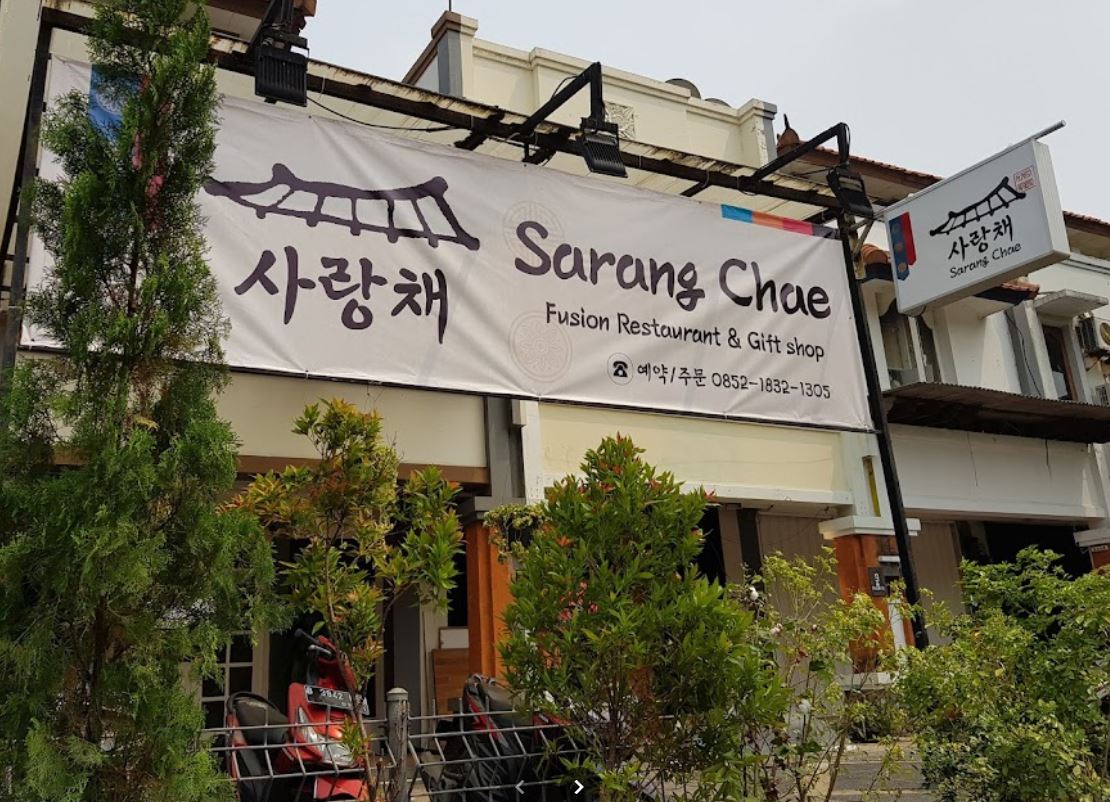 사랑채
Sarang Chae
Fusion Restaurant & Gift shop
☎ 예약/주문 0852-1832-1305
사랑채
Sarang Chae
B 3942